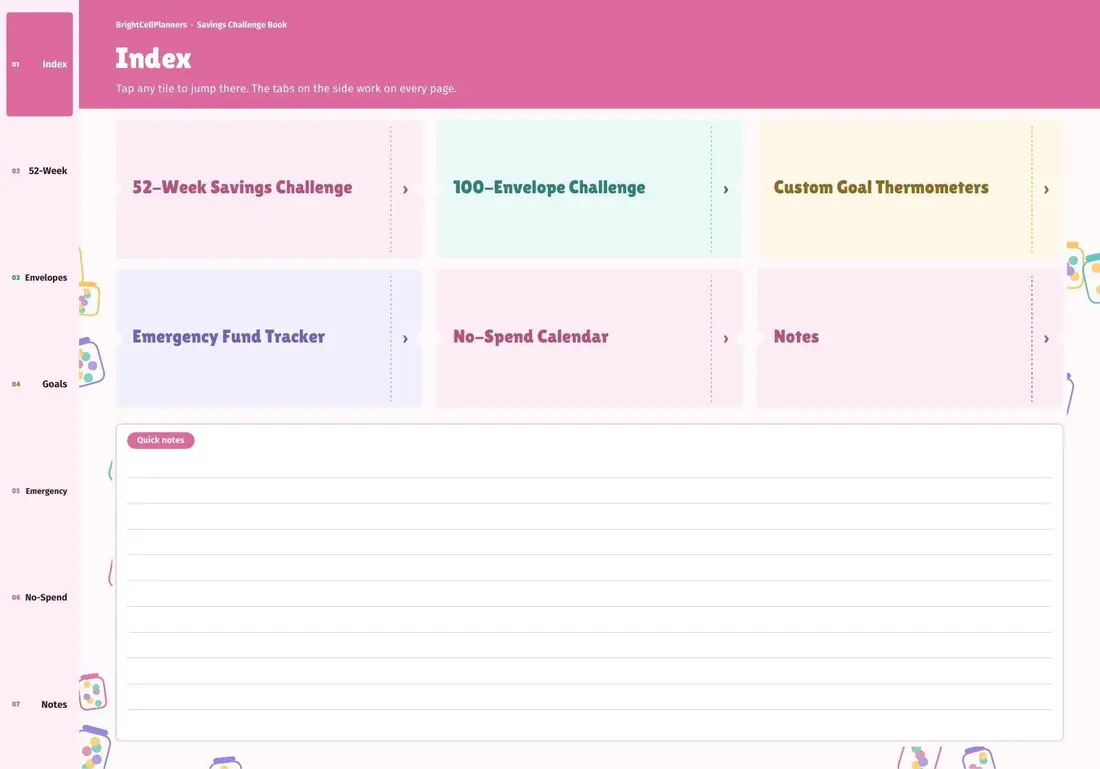 BrightCellPlanners · Savings Challenge Book
Index
Tap any tile to jump there. The tabs on the side work on every page.
01 Index
02 52-Week
03 Envelopes
04 Goals
05 Emergency
06 No-Spend
07 Notes
52-Week Savings Challenge ›
100-Envelope Challenge ›
Custom Goal Thermometers ›
Emergency Fund Tracker ›
No-Spend Calendar ›
Notes ›
Quick notes